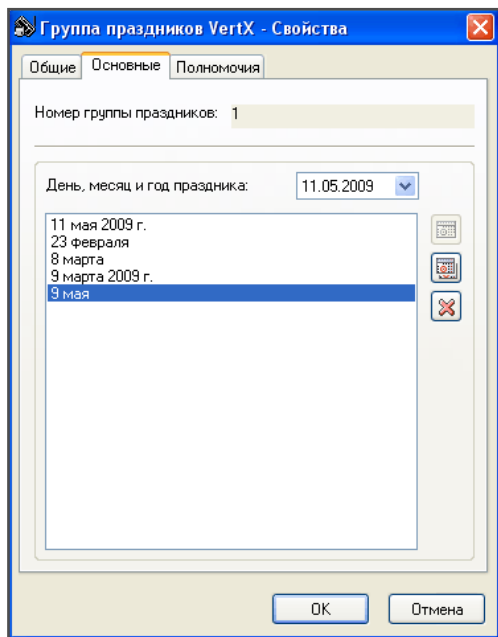 Группа праздников VertX - Свойства
Общие Основные Полномочия
Номер группы праздников: 1
День, месяц и год праздника: 11.05.2009
11 мая 2009 г.
23 февраля
8 марта
9 марта 2009 г.
9 мая
OK Отмена